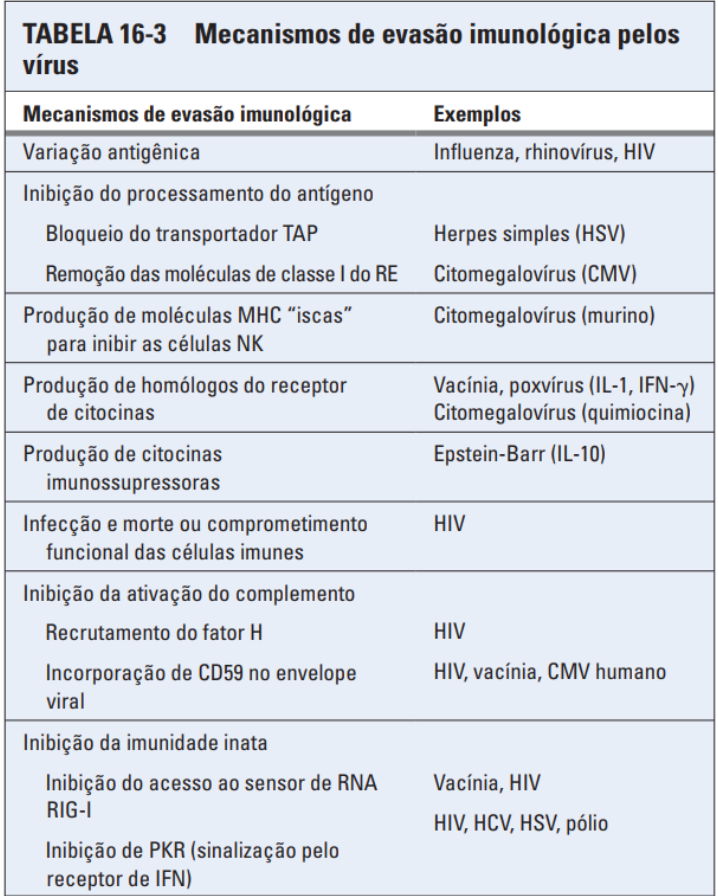 TABELA 16-3 Mecanismos de evasão imunológica pelos
vírus
Mecanismos de evasão imunológica Exemplos
Variação antigênica Influenza, rhinovírus, HIV
Inibição do processamento do antígeno
Bloqueio do transportador TAP Herpes simples (HSV)
Remoção das moléculas de classe I do RE Citomegalovírus (CMV)
Produção de moléculas MHC “iscas” Citomegalovírus (murino)
para inibir as células NK
Produção de homólogos do receptor Vacínia, poxvírus (IL-1, IFN-γ)
de citocinas Citomegalovírus (quimiocina)
Produção de citocinas Epstein-Barr (IL-10)
imunossupressoras
Infecção e morte ou comprometimento HIV
funcional das células imunes
Inibição da ativação do complemento
Recrutamento do fator H HIV
Incorporação de CD59 no envelope HIV, vacínia, CMV humano
viral
Inibição da imunidade inata
Inibição do acesso ao sensor de RNA Vacínia, HIV
RIG-I
HIV, HCV, HSV, pólio
Inibição de PKR (sinalização pelo
receptor de IFN)